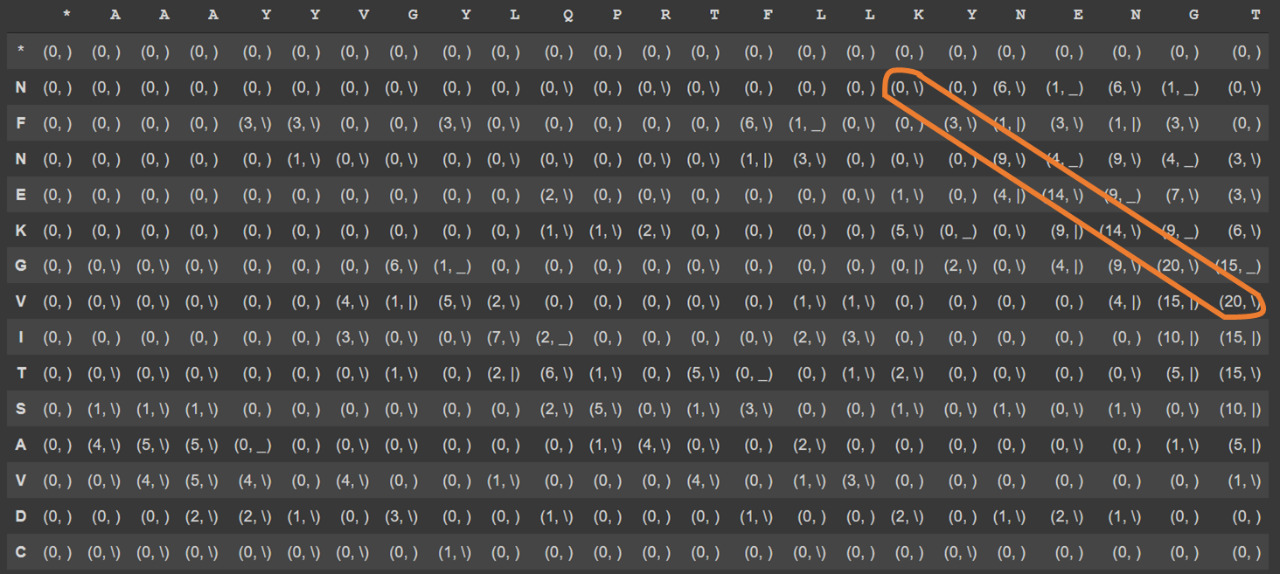 * A A A Y Y V G Y L Q P R T F L L K Y N E N G T
* (0, ) (0, ) (0, ) (0, ) (0, ) (0, ) (0, ) (0, ) (0, ) (0, ) (0, ) (0, ) (0, ) (0, ) (0, ) (0, ) (0, ) (0, ) (0, ) (0, ) (0, ) (0, ) (0, ) (0, )
N (0, ) (0, ) (0, ) (0, ) (0, ) (0, ) (0, ) (0, \) (0, ) (0, ) (0, \) (0, ) (0, \) (0, \) (0, ) (0, ) (0, ) (0, \) (0, ) (6, \) (1, _) (6, \) (1, _) (0, \)
F (0, ) (0, ) (0, ) (0, ) (3, \) (3, \) (0, ) (0, ) (3, \) (0, \) (0, ) (0, ) (0, ) (0, ) (6, \) (1, _) (0, \) (0, ) (3, \) (1, |) (3, \) (1, |) (3, \) (0, )
N (0, ) (0, ) (0, ) (0, ) (0, ) (1, \) (0, \) (0, \) (0, ) (0, ) (0, \) (0, ) (0, \) (0, \) (1, |) (3, \) (0, ) (0, \) (0, ) (9, \) (4, _) (9, \) (4, _) (3, \)
E (0, ) (0, ) (0, ) (0, ) (0, ) (0, ) (0, ) (0, ) (0, ) (0, ) (2, \) (0, ) (0, \) (0, ) (0, ) (0, ) (0, \) (1, \) (0, ) (4, |) (14, \) (9, _) (7, \) (3, \)
K (0, ) (0, ) (0, ) (0, ) (0, ) (0, ) (0, ) (0, ) (0, ) (0, ) (1, \) (1, \) (2, \) (0, ) (0, ) (0, ) (0, ) (5, \) (0, _) (0, \) (9, |) (14, \) (9, _) (6, \)
G (0, ) (0, \) (0, \) (0, \) (0, ) (0, ) (0, ) (6, \) (1, _) (0, ) (0, ) (0, ) (0, ) (0, ) (0, ) (0, ) (0, ) (0, |) (2, \) (0, \) (4, |) (9, \) (20, \) (15, _)
V (0, ) (0, \) (0, \) (0, \) (0, ) (0, ) (4, \) (1, |) (5, \) (2, \) (0, ) (0, ) (0, ) (0, ) (0, ) (1, \) (1, \) (0, ) (0, ) (0, ) (0, ) (4, |) (15, |) (20, \)
I (0, ) (0, ) (0, ) (0, ) (0, ) (0, ) (3, \) (0, ) (0, \) (7, \) (2, _) (0, ) (0, ) (0, ) (0, \) (2, \) (3, \) (0, ) (0, ) (0, ) (0, ) (0, ) (10, |) (15, |)
T (0, ) (0, \) (0, \) (0, \) (0, ) (0, ) (0, \) (1, \) (0, ) (2, |) (6, \) (1, \) (0, ) (5, \) (0, _) (0, ) (1, \) (2, \) (0, ) (0, \) (0, ) (0, \) (5, |) (15, \)
S (0, ) (1, \) (1, \) (1, \) (0, ) (0, ) (0, ) (0, \) (0, ) (0, ) (2, \) (5, \) (0, \) (1, \) (3, \) (0, ) (0, ) (1, \) (0, \) (1, \) (0, \) (1, \) (0, \) (10, |)
A (0, ) (4, \) (5, \) (5, \) (0, _) (0, ) (0, \) (0, \) (0, ) (0, ) (0, ) (1, \) (4, \) (0, \) (0, ) (2, \) (0, ) (0, ) (0, ) (0, ) (0, \) (0, ) (1, \) (5, |)
V (0, ) (0, \) (4, \) (5, \) (4, \) (0, ) (4, \) (0, ) (0, ) (1, \) (0, ) (0, ) (0, ) (4, \) (0, ) (1, \) (3, \) (0, ) (0, ) (0, ) (0, ) (0, ) (0, ) (1, \)
D (0, ) (0, ) (0, ) (2, \) (2, \) (1, \) (0, ) (3, \) (0, ) (0, ) (1, \) (0, ) (0, ) (0, ) (1, \) (0, ) (0, ) (2, \) (0, ) (1, \) (2, \) (1, \) (0, ) (0, )
C (0, ) (0, \) (0, \) (0, \) (0, \) (0, \) (0, \) (0, ) (1, \) (0, ) (0, ) (0, ) (0, ) (0, ) (0, ) (0, \) (0, \) (0, ) (0, \) (0, ) (0, ) (0, ) (0, ) (0, )